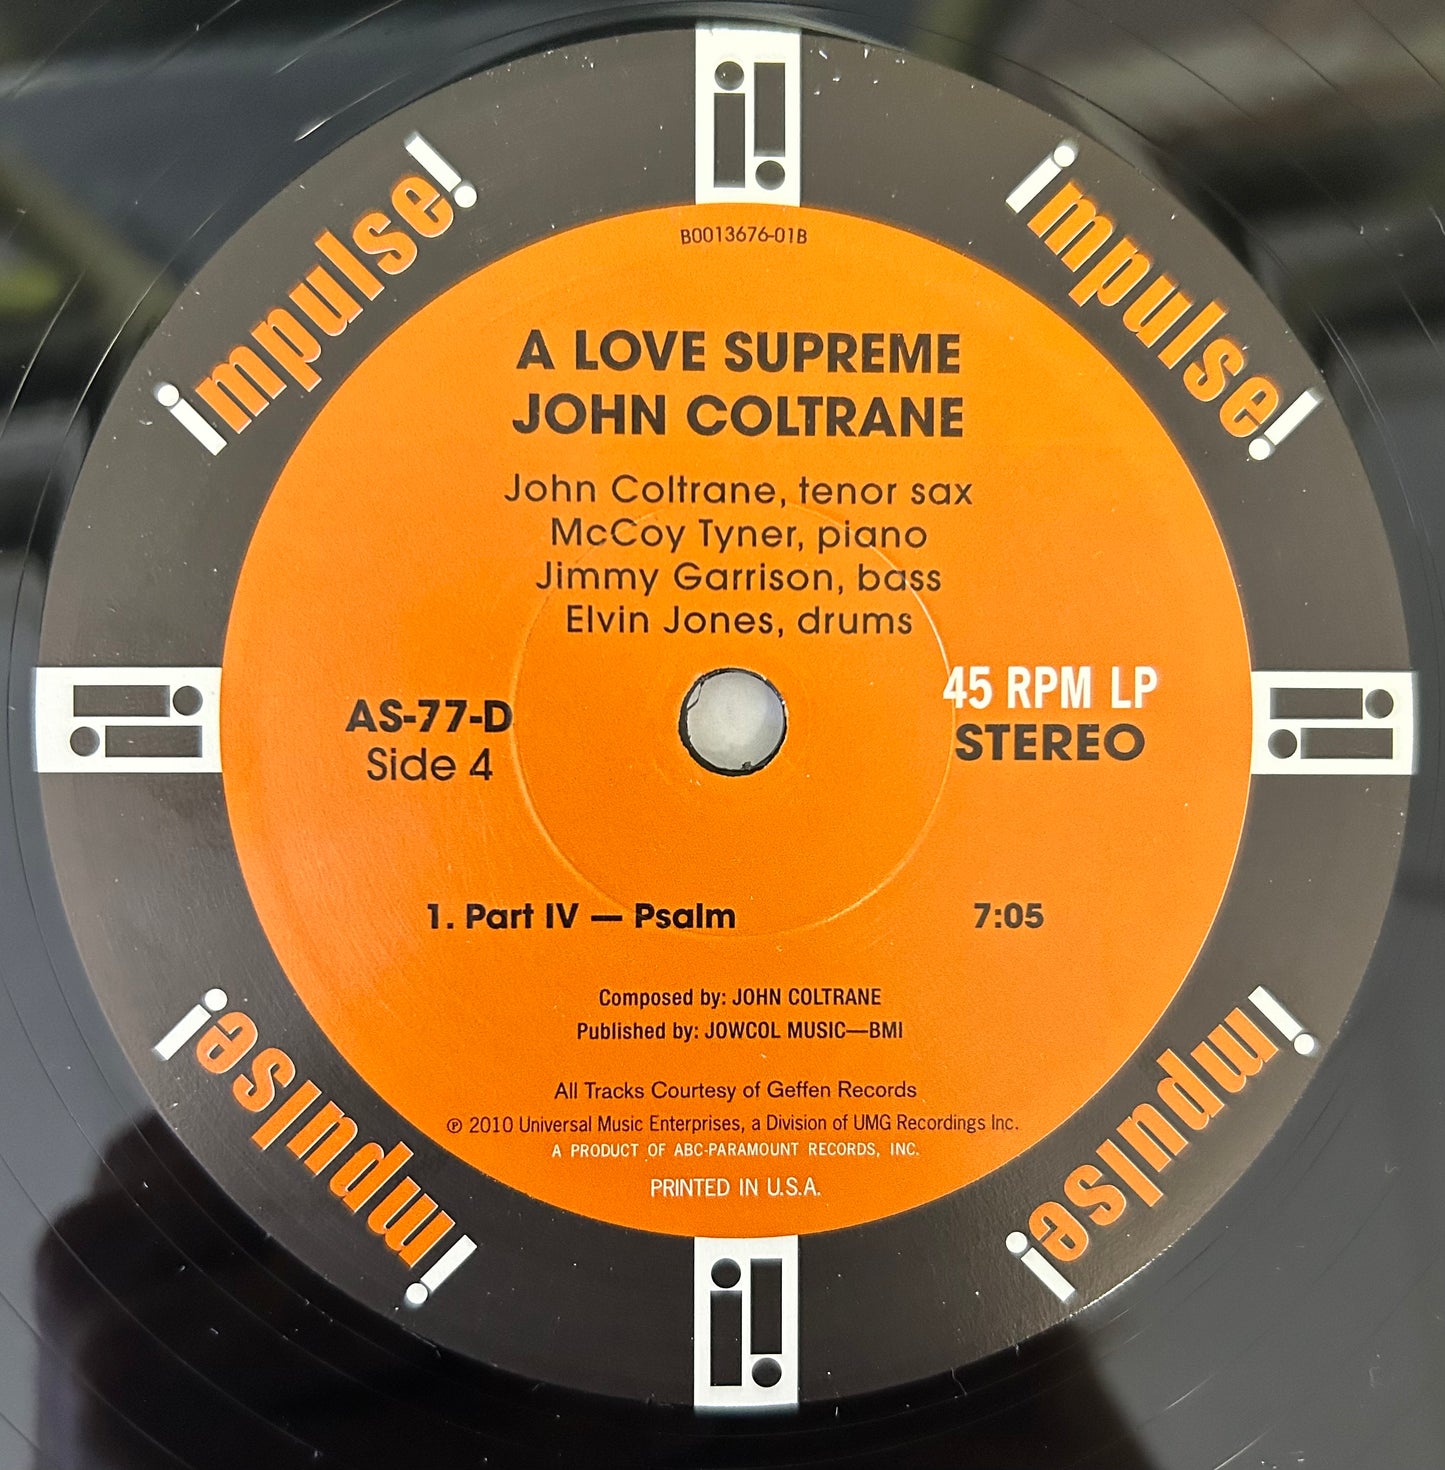 impulse!
impulse!
B0013676-01B
A LOVE SUPREME
JOHN COLTRANE
John Coltrane, tenor sax
McCoy Tyner, piano
Jimmy Garrison, bass
Elvin Jones, drums
AS-77-D
Side 4
45 RPM LP
STEREO
1. Part IV — Psalm 7:05
Composed by: JOHN COLTRANE
Published by: JOWCOL MUSIC—BMI
All Tracks Courtesy of Geffen Records
℗ 2010 Universal Music Enterprises, a Division of UMG Recordings Inc.
A PRODUCT OF ABC-PARAMOUNT RECORDS, INC.
PRINTED IN U.S.A.
impulse!
impulse!